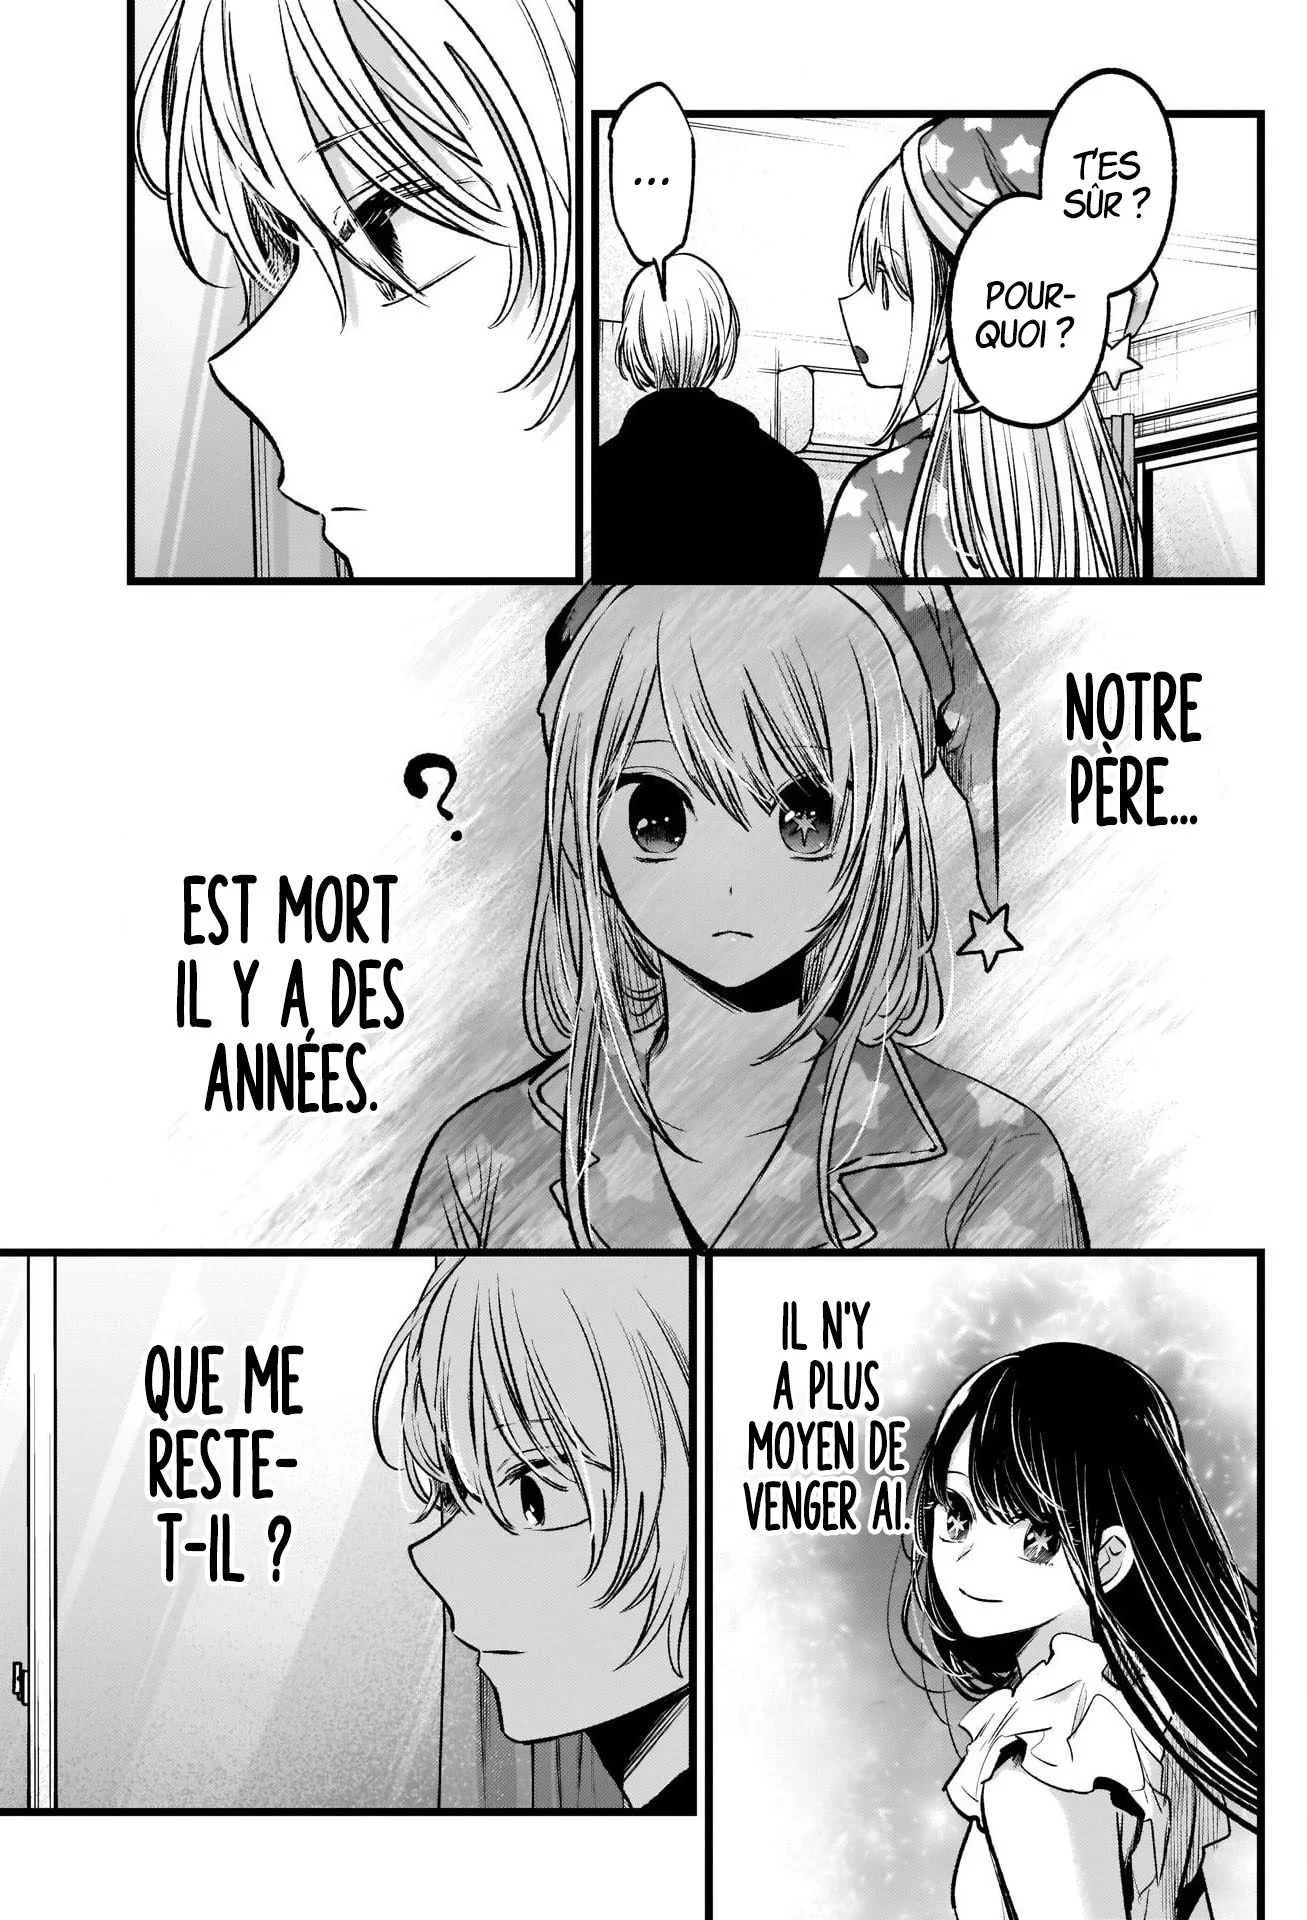 T'ES
SÛR ?
POUR-
QUOI ?
...
NOTRE
PÈRE...
?
EST MORT
IL Y A DES
ANNÉES.
IL N'Y
A PLUS
MOYEN DE
VENGER AI.
QUE ME
RESTE-
T-IL ?